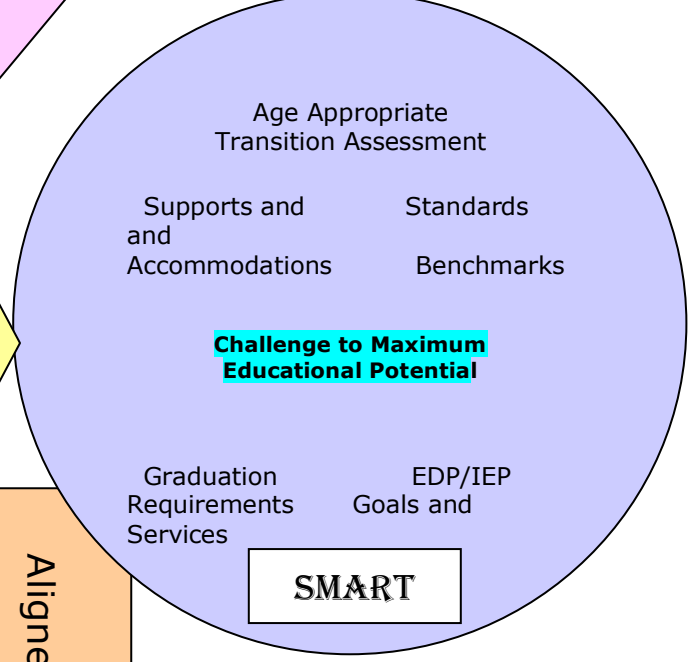 Age Appropriate
Transition Assessment
Supports and Standards
and
Accommodations Benchmarks
Challenge to Maximum
Educational Potential
Graduation EDP/IEP
Requirements Goals and
Services
SMART
Aligne